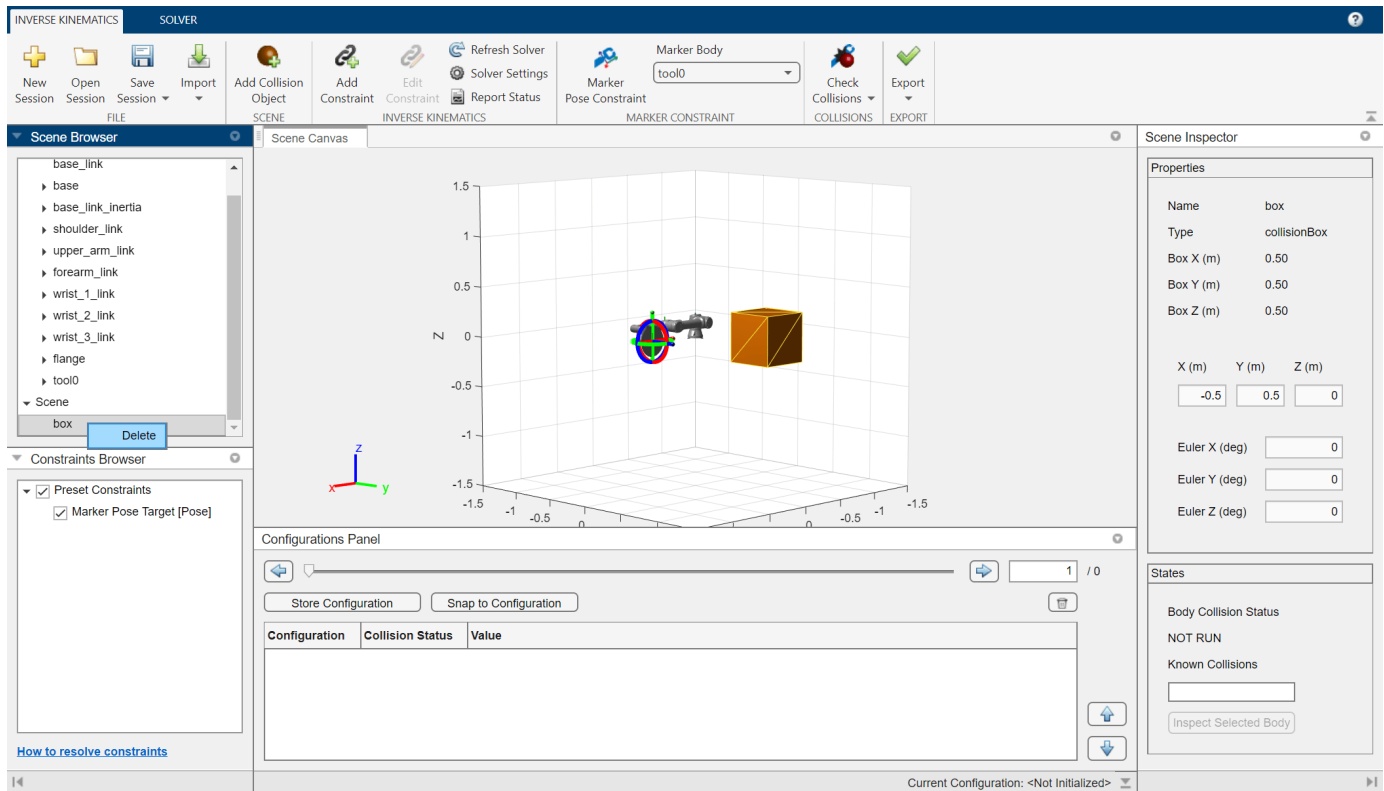 INVERSE KINEMATICS SOLVER
?
New Session
Open Session
Save Session
Import
FILE
Add Collision Object
SCENE
Add Constraint
Edit Constraint
Refresh Solver
Solver Settings
Report Status
INVERSE KINEMATICS
Marker Pose Constraint
Marker Body
tool0
MARKER CONSTRAINT
Check Collisions
COLLISIONS
Export
EXPORT
Scene Browser
base_link
base
base_link_inertia
shoulder_link
upper_arm_link
forearm_link
wrist_1_link
wrist_2_link
wrist_3_link
flange
tool0
Scene
box
Delete
Constraints Browser
Preset Constraints
Marker Pose Target [Pose]
How to resolve constraints
Scene Canvas
1.5
1
0.5
Z
0
-0.5
-1
-1.5
-1.5
-1
-0.5
0
0
-0.5
-1
-1.5
z
x
y
Configurations Panel
1 / 0
Store Configuration
Snap to Configuration
Configuration Collision Status Value
Current Configuration: <Not Initialized>
Scene Inspector
Properties
Name box
Type collisionBox
Box X (m) 0.50
Box Y (m) 0.50
Box Z (m) 0.50
X (m) Y (m) Z (m)
-0.5 0.5 0
Euler X (deg) 0
Euler Y (deg) 0
Euler Z (deg) 0
States
Body Collision Status
NOT RUN
Known Collisions
Inspect Selected Body